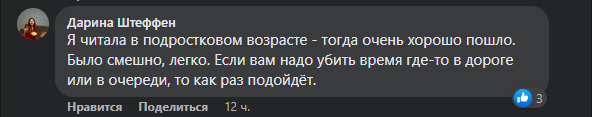 Дарина Штеффен
Я читала в подростковом возрасте - тогда очень хорошо пошло.
Было смешно, легко. Если вам надо убить время где-то в дороге
или в очереди, то как раз подойдёт.
3
Нравится Поделиться 12 ч.